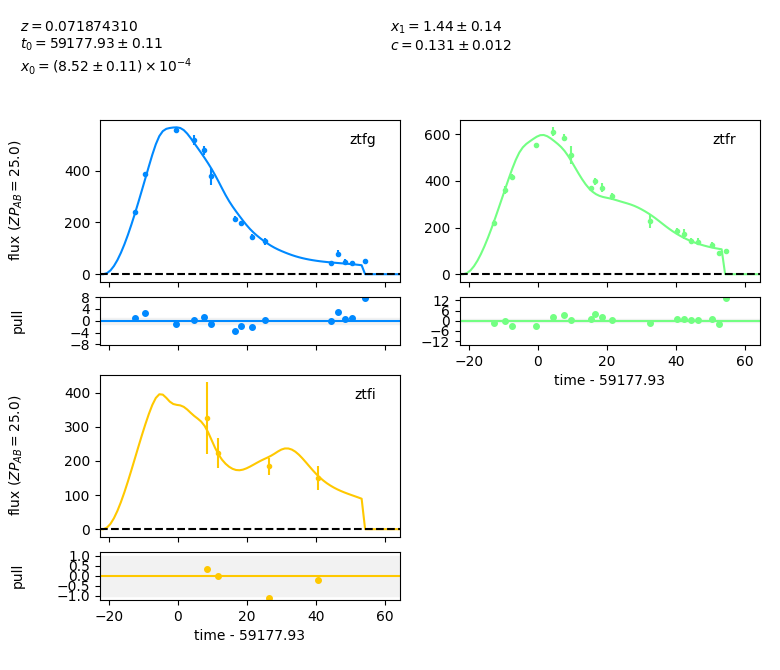 z = 0.071874310
t₀ = 59177.93 ± 0.11
x₀ = (8.52 ± 0.11) × 10⁻⁴
x₁ = 1.44 ± 0.14
c = 0.131 ± 0.012
flux (ZP_AB = 25.0)
ztfg
400
200
0
8
4
0
−4
−8
pull
ztfr
600
400
200
0
12
6
0
−6
−12
−20 0 20 40 60
time - 59177.93
flux (ZP_AB = 25.0)
ztfi
400
300
200
100
0
pull
1.0
0.5
0.0
−0.5
−1.0
−20 0 20 40 60
time - 59177.93